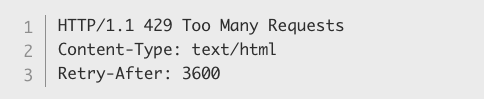 1 HTTP/1.1 429 Too Many Requests
2 Content-Type: text/html
3 Retry-After: 3600